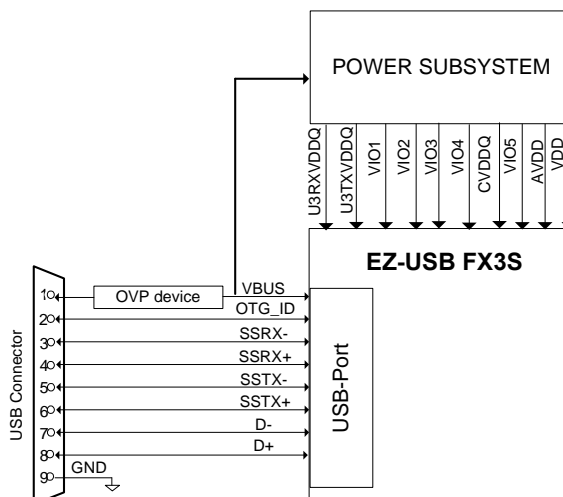 POWER SUBSYSTEM
U3RXVDDQ
U3TXVDDQ
VIO1
VIO2
VIO3
VIO4
CVDDQ
VIO5
AVDD
VDD
EZ-USB FX3S
USB Connector
1
OVP device
VBUS
2
OTG_ID
3
SSRX-
4
SSRX+
5
SSTX-
6
SSTX+
7
D-
8
D+
9
GND
USB-Port